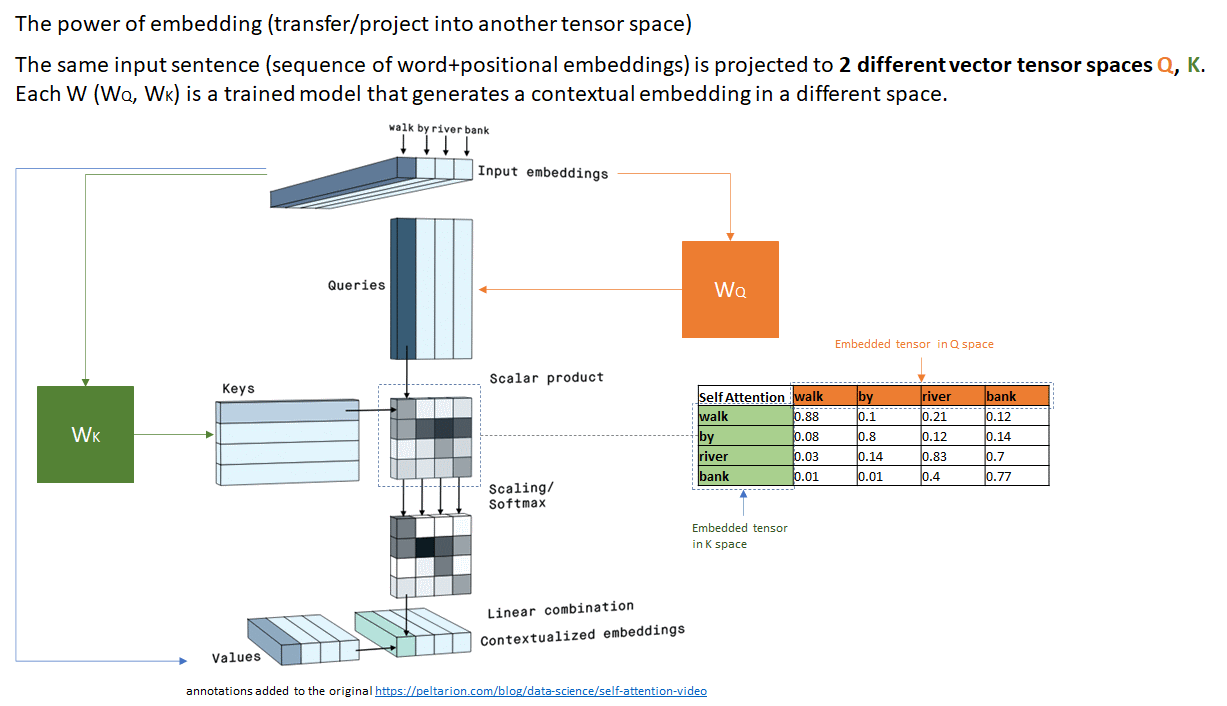 The power of embedding (transfer/project into another tensor space)
The same input sentence (sequence of word+positional embeddings) is projected to 2 different vector tensor spaces Q, K.
Each W (WQ, WK) is a trained model that generates a contextual embedding in a different space.
walk by river bank
Input embeddings
Queries
WQ
Embedded tensor in Q space
Scalar product
Keys
WK
Self Attention walk by river bank
walk 0.88 0.1 0.21 0.12
by 0.08 0.8 0.12 0.14
river 0.03 0.14 0.83 0.7
bank 0.01 0.01 0.4 0.77
Scaling/
Softmax
Embedded tensor
in K space
Linear combination
Contextualized embeddings
Values
annotations added to the original https://peltarion.com/blog/data-science/self-attention-video